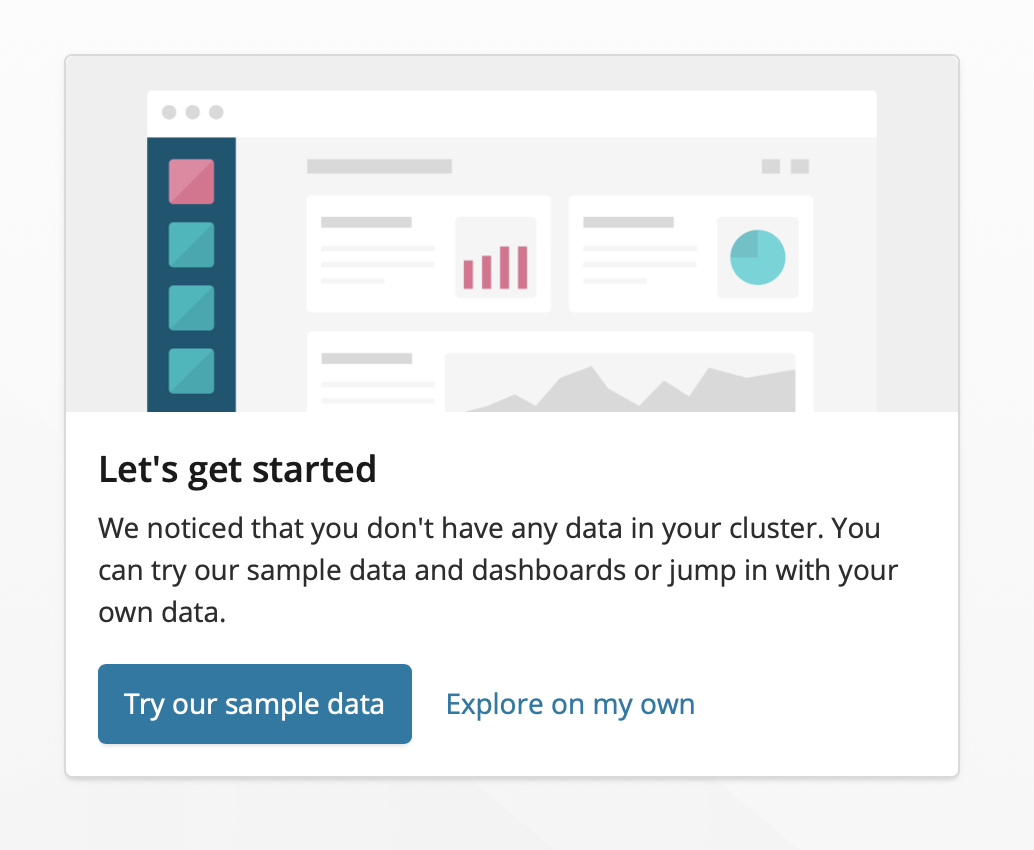 Let's get started
We noticed that you don't have any data in your cluster. You
can try our sample data and dashboards or jump in with your
own data.
Try our sample data
Explore on my own